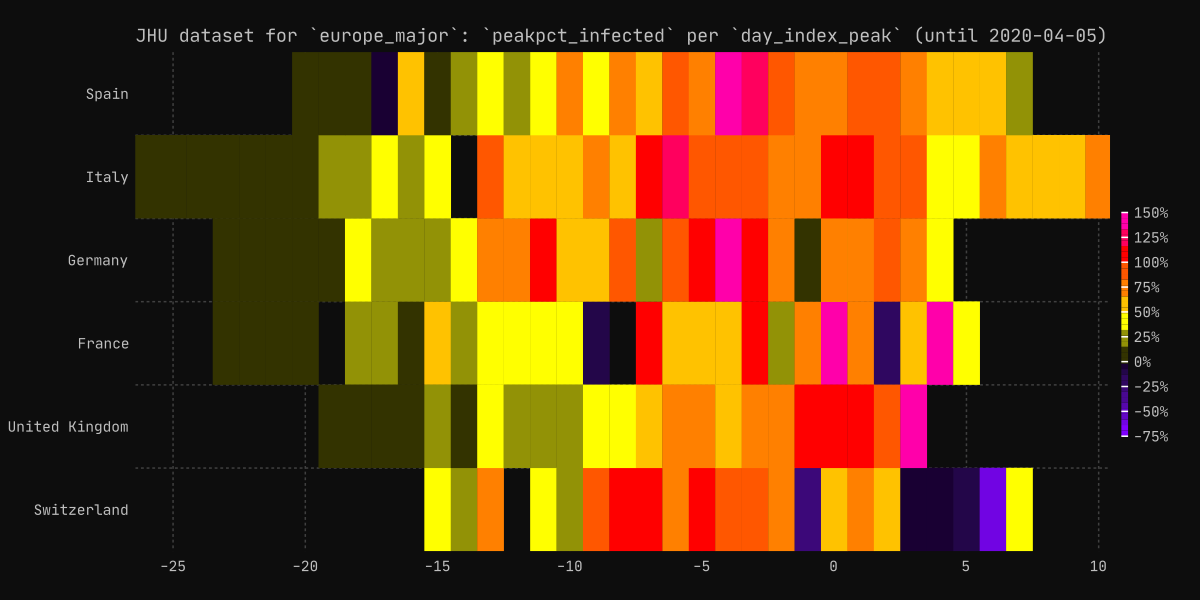 JHU dataset for `europe_major`: `peakpct_infected` per `day_index_peak` (until 2020-04-05)
Spain
Italy
Germany
France
United Kingdom
Switzerland
150%
125%
100%
75%
50%
25%
0%
-25%
-50%
-75%
-25 -20 -15 -10 -5 0 5 10